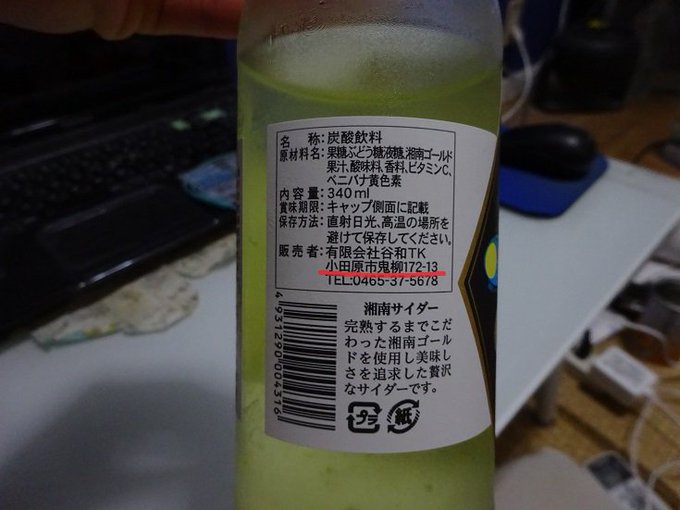 名　　称：炭酸飲料
原材料名：果糖ぶどう糖液糖、湘南ゴールド
果汁、酸味料、香料、ビタミンC、
ベニバナ黄色素
内 容 量：340ml
賞味期限：キャップ側面に記載
保存方法：直射日光、高温の場所を
避けて保存してください。
販 売 者：有限会社谷和TK
小田原市鬼柳172-13
TEL:0465-37-5678
湘南サイダー
完熟するまでこだ
わった湘南ゴール
ドを使用し美味し
さを追求した贅沢
なサイダーです。
4931290004316
プラ
紙